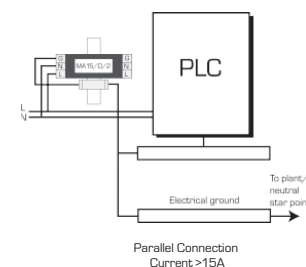 G
N
L
MA15/D/2
G
N
L
PLC
L
N
To plant/
neutral
star point
Electrical ground
Parallel Connection
Current >15A